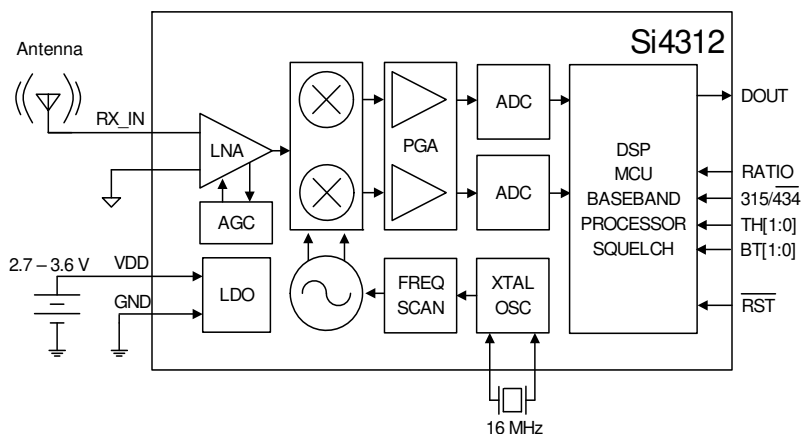 Si4312
Antenna
RX_IN
LNA
AGC
PGA
ADC
ADC
DSP
MCU
BASEBAND
PROCESSOR
SQUELCH
DOUT
RATIO
315/434
TH[1:0]
BT[1:0]
RST
2.7 – 3.6 V
VDD
GND
LDO
FREQ
SCAN
XTAL
OSC
16 MHz